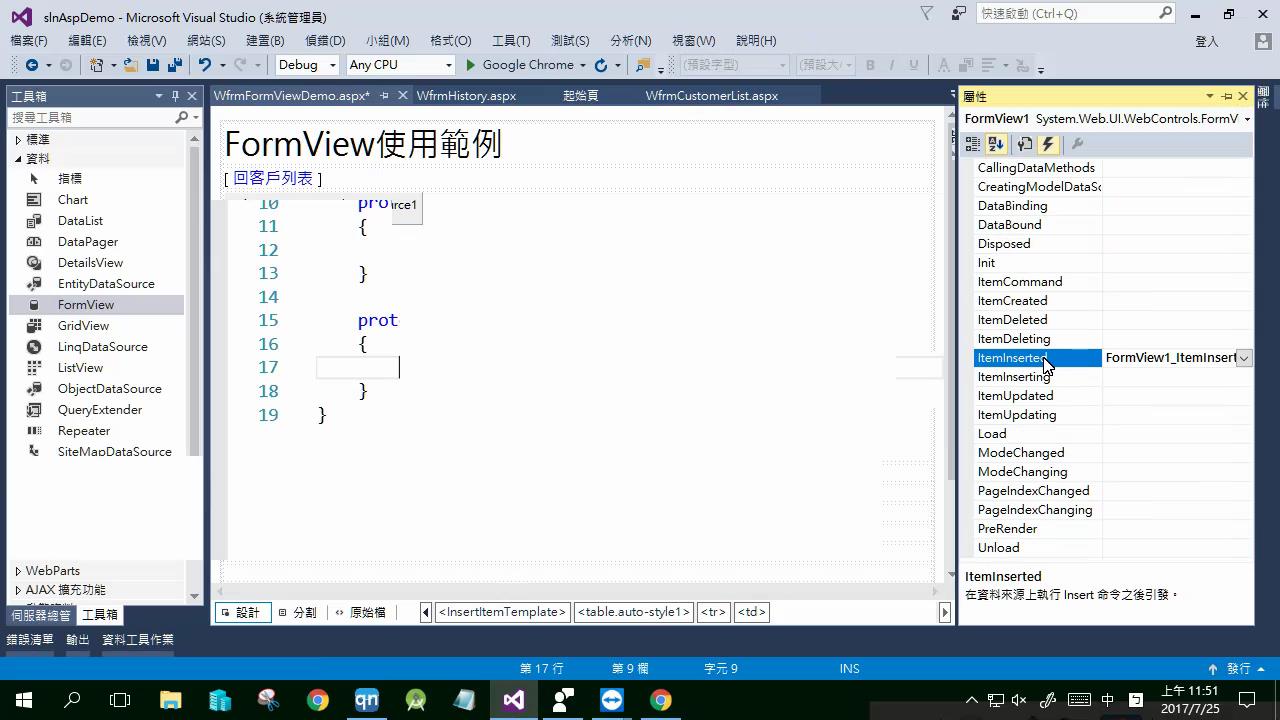 slnAspDemo - Microsoft Visual Studio (系統管理員)
快速啟動 (Ctrl+Q)
檔案(F) 編輯(E) 檢視(V) 網站(S) 建置(B) 偵錯(D) 小組(M) 格式(O) 工具(T) 測試(S) 分析(N) 視窗(W) 說明(H) 登入
Debug Any CPU Google Chrome (預設字型) (預設大 B I U
工具箱
搜尋工具箱
標準
資料
指標
Chart
DataList
DataPager
DetailsView
EntityDataSource
FormView
GridView
LinqDataSource
ListView
ObjectDataSource
QueryExtender
Repeater
SiteMapDataSource
WebParts
AJAX 擴充功能
伺服器總管 工具箱
WfrmFormViewDemo.aspx* WfrmHistory.aspx 起始頁 WfrmCustomerList.aspx
FormView使用範例
[ 回客戶列表 ]
10 pro urce1
11 {
12
13 }
14
15 prot
16 {
17
18 }
19 }
設計 分割 原始檔 <InsertItemTemplate> <table.auto-style1> <tr> <td>
屬性
FormView1 System.Web.UI.WebControls.FormV
CallingDataMethods
CreatingModelDataSo
DataBinding
DataBound
Disposed
Init
ItemCommand
ItemCreated
ItemDeleted
ItemDeleting
ItemInserted FormView1_ItemInsert
ItemInserting
ItemUpdated
ItemUpdating
Load
ModeChanged
ModeChanging
PageIndexChanged
PageIndexChanging
PreRender
Unload
ItemInserted
在資料來源上執行 Insert 命令之後引發。
錯誤清單 輸出 資料工具作業
第 17 行 第 9 欄 字元 9 INS 發行
qn 中 上午 11:51
2017/7/25